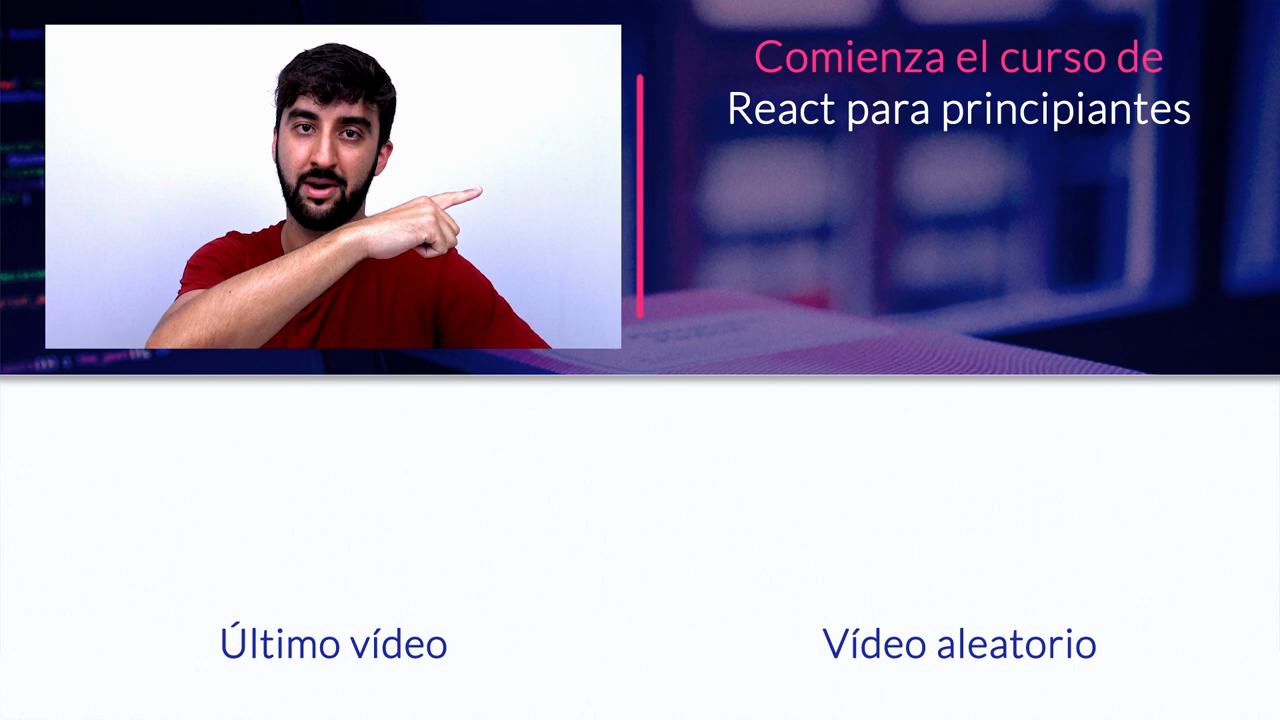 Comienza el curso de
React para principiantes
Último vídeo
Vídeo aleatorio